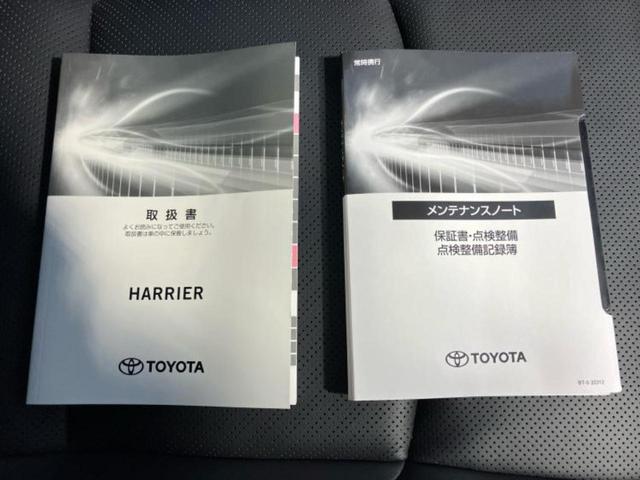 取扱書
よくお読みになってご使用ください。
取扱書は車の中に保管しましょう。
HARRIER
TOYOTA
常時携行
メンテナンスノート
保証書・点検整備
点検整備記録簿
TOYOTA